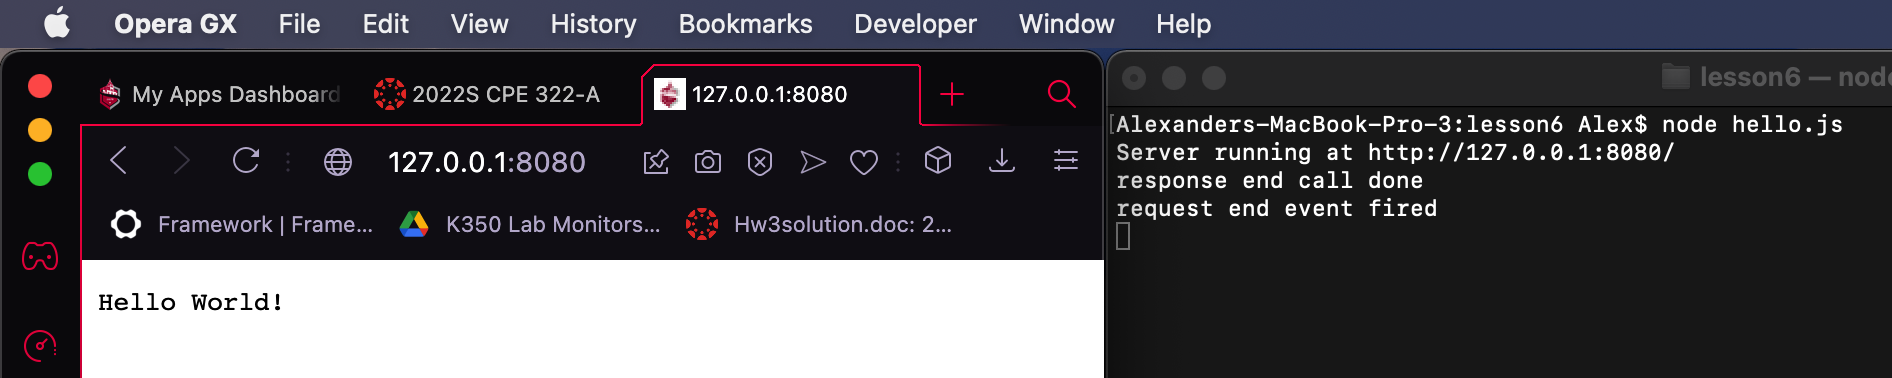 Opera GX File Edit View History Bookmarks Developer Window Help
My Apps Dashboard 2022S CPE 322-A 127.0.0.1:8080
127.0.0.1:8080
Framework | Frame... K350 Lab Monitors... Hw3solution.doc: 2...
Hello World!
lesson6 — node
[Alexanders-MacBook-Pro-3:lesson6 Alex$ node hello.js
Server running at http://127.0.0.1:8080/
response end call done
request end event fired